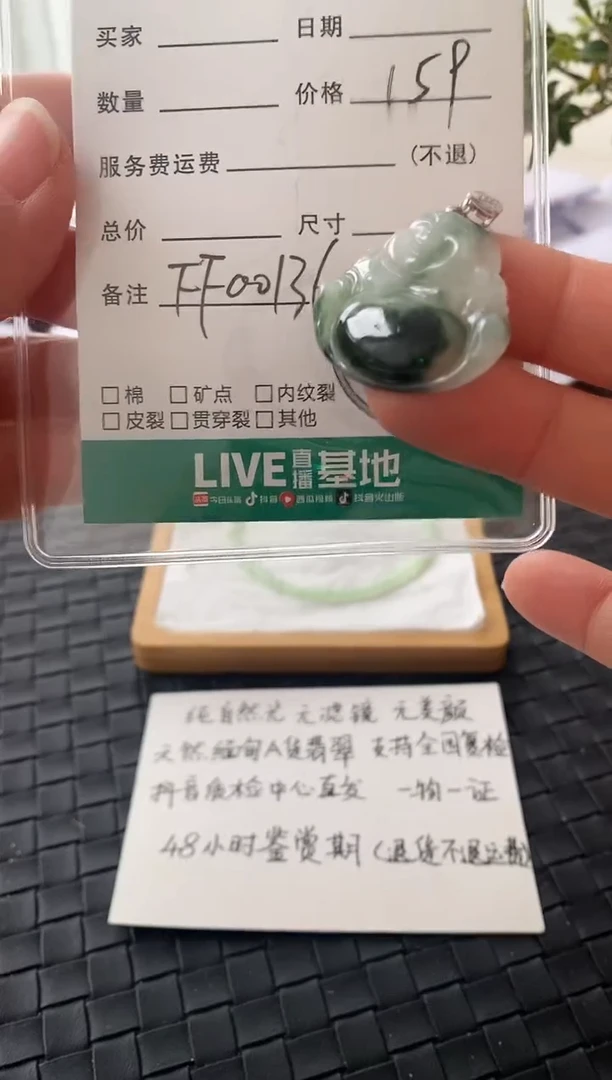 买家 日期
数量 价格 159
服务费运费 (不退)
总价 尺寸
备注 FF00136
□棉 □矿点 □内纹裂
□皮裂 □贯穿裂 □其他
LIVE直播基地
头条 今日头条 抖音 西瓜视频 抖音火山版
纯自然光 无滤镜 无美颜
天然缅甸A货翡翠 支持全国复检
抖音质检中心直发 一物一证
48小时鉴赏期(退货不退运费)